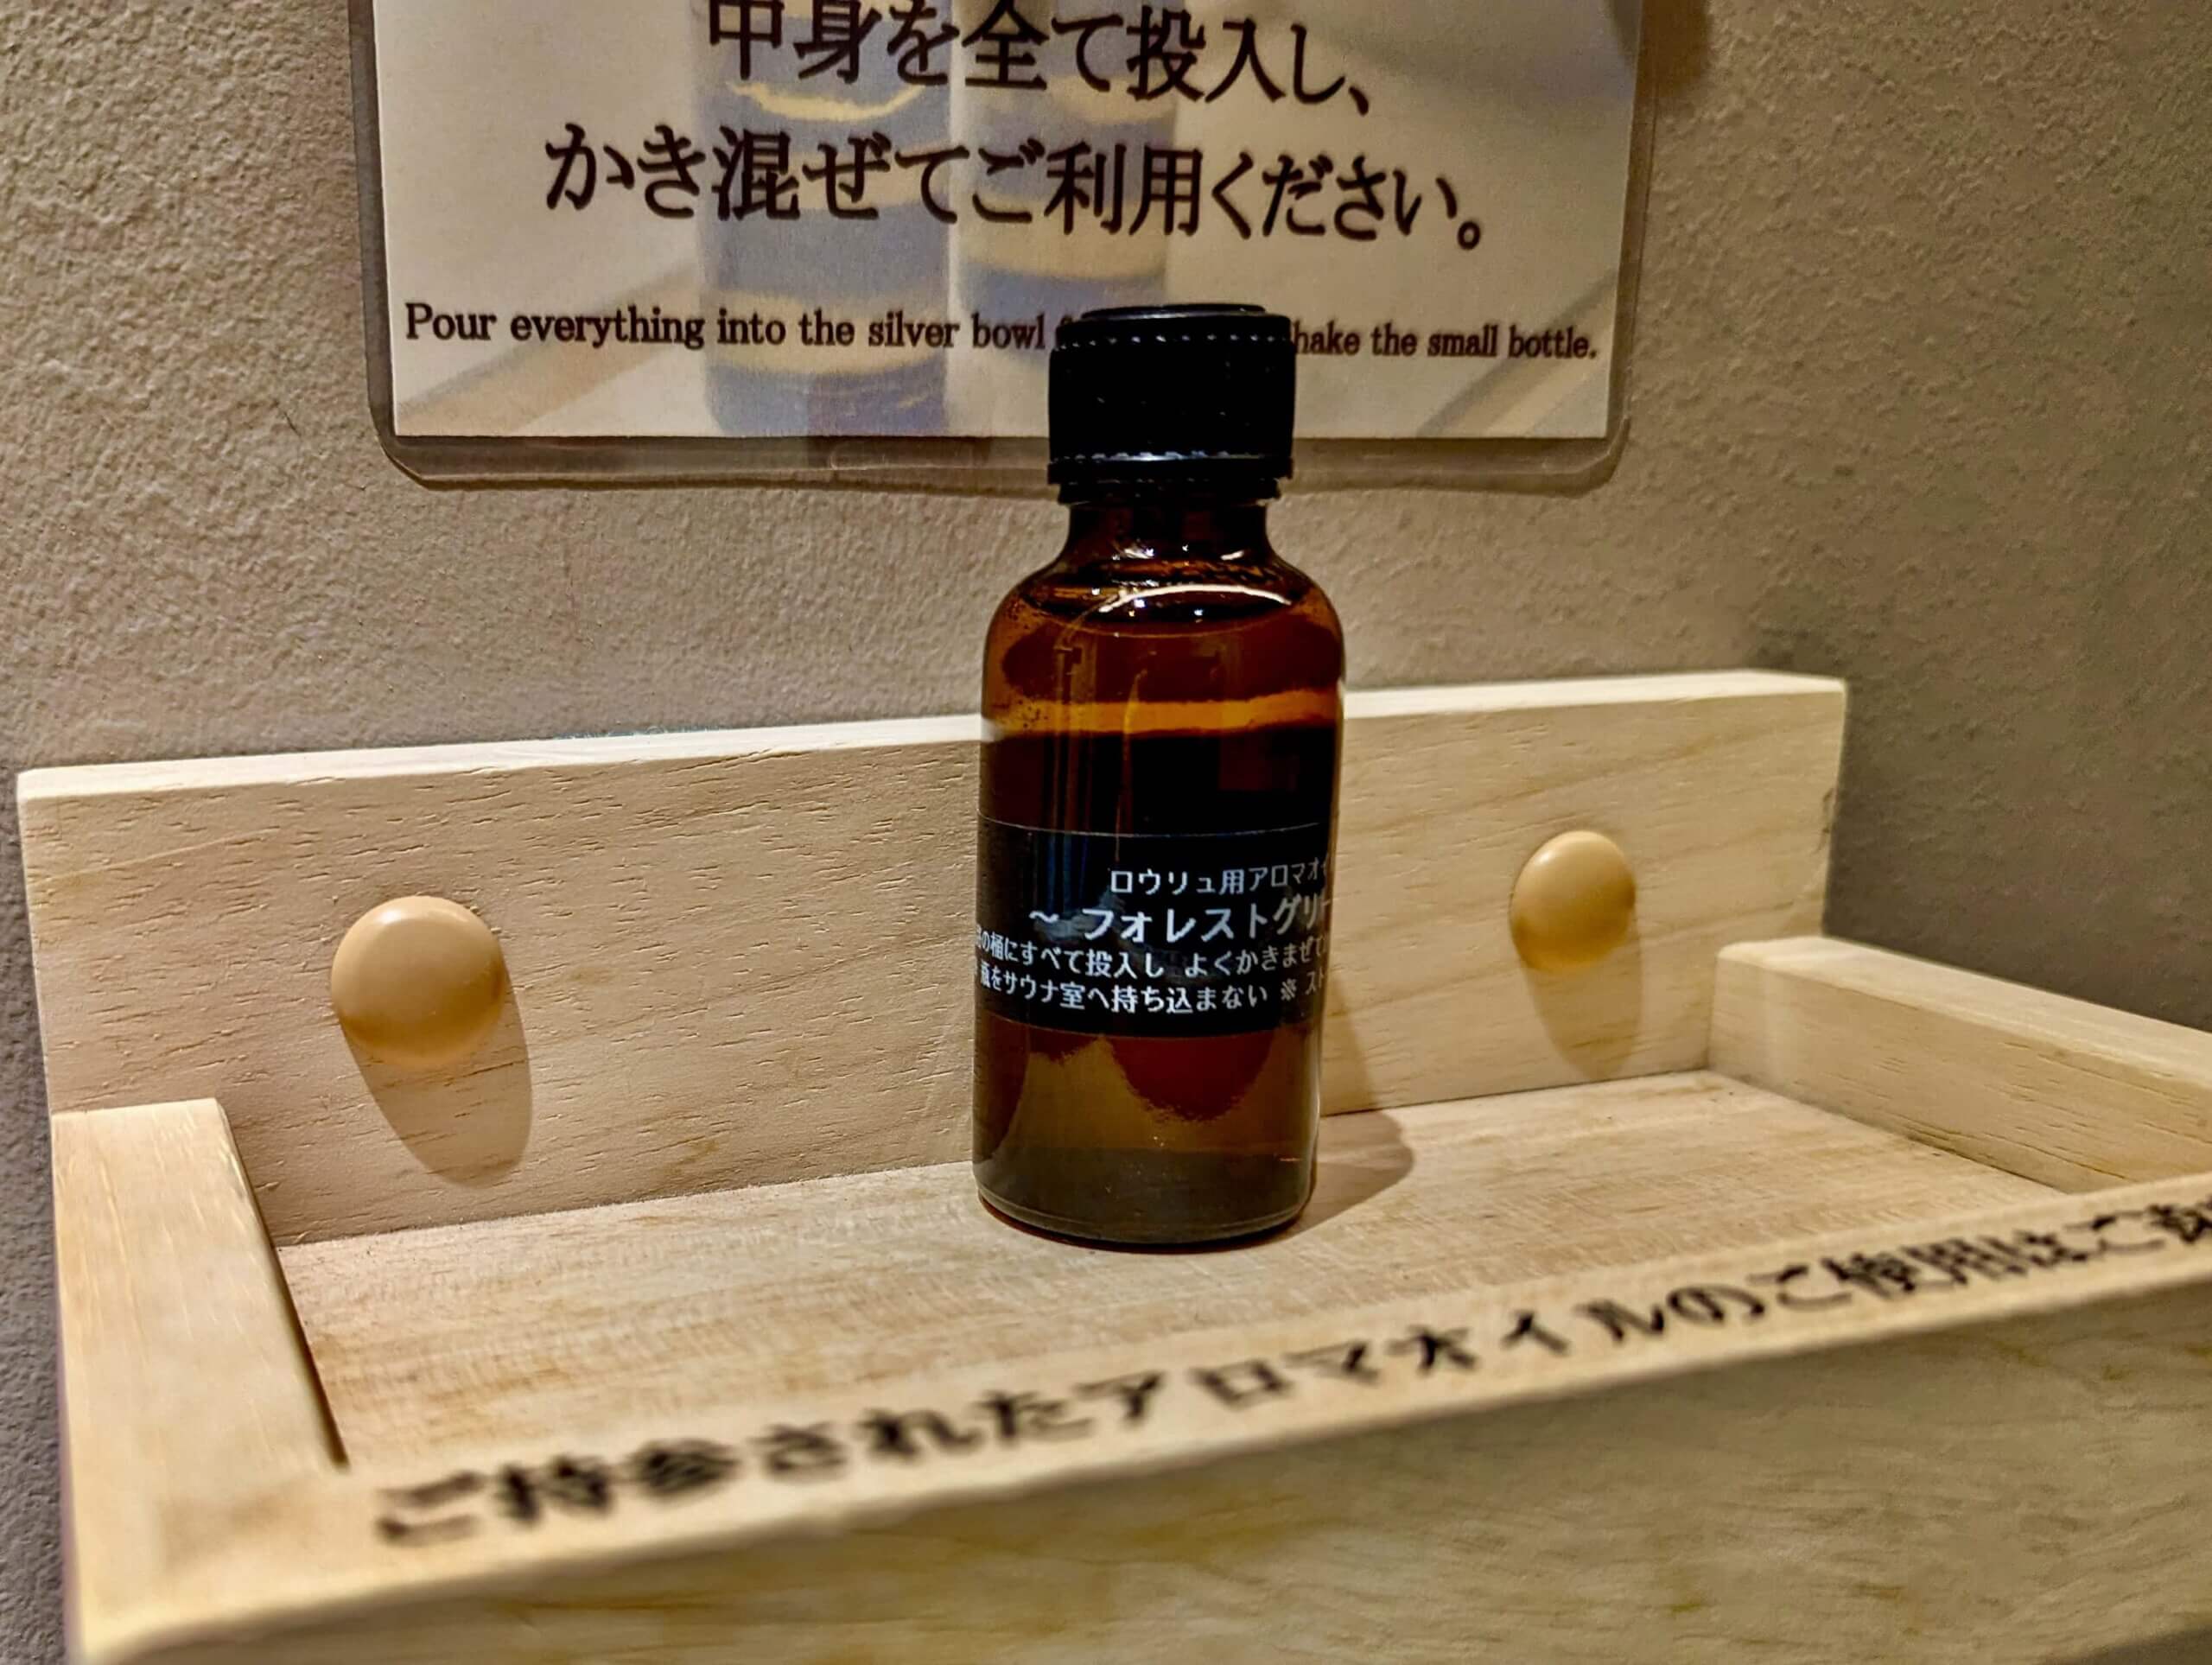 中身を全て投入し、
かき混ぜてご利用ください。
Pour everything into the silver bowl the small bottle.
ロウリュ用アロマオイ
～ フォレストグリー
の桶にすべて投入し よくかきまぜて
瓶をサウナ室へ持ち込まない ※ スト
ご持参されたアロマオイルのご使用はご